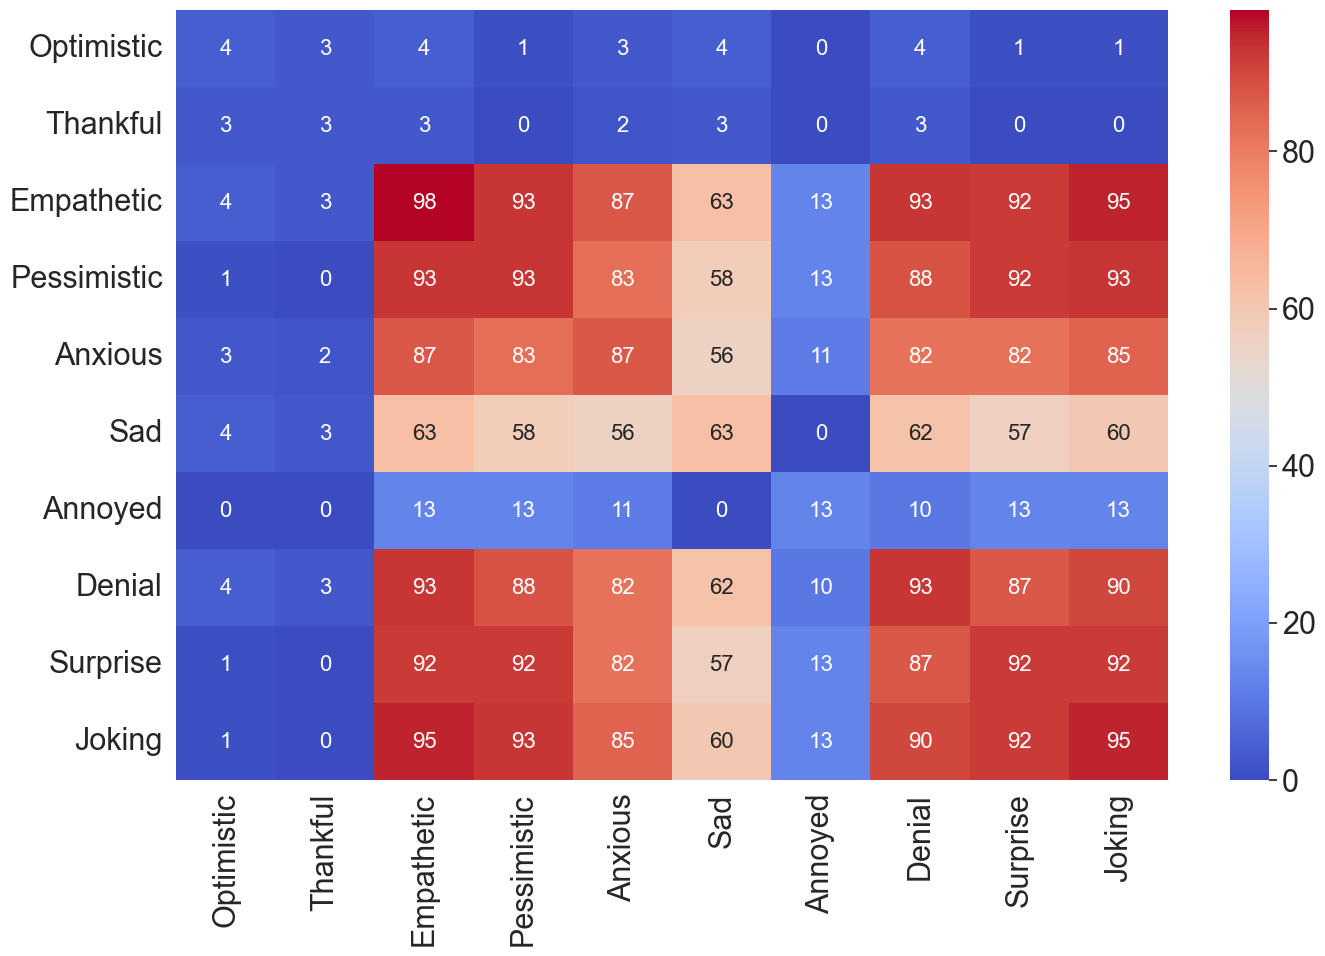 Optimistic 4 3 4 1 3 4 0 4 1 1
Thankful 3 3 3 0 2 3 0 3 0 0
Empathetic 4 3 98 93 87 63 13 93 92 95
Pessimistic 1 0 93 93 83 58 13 88 92 93
Anxious 3 2 87 83 87 56 11 82 82 85
Sad 4 3 63 58 56 63 0 62 57 60
Annoyed 0 0 13 13 11 0 13 10 13 13
Denial 4 3 93 88 82 62 10 93 87 90
Surprise 1 0 92 92 82 57 13 87 92 92
Joking 1 0 95 93 85 60 13 90 92 95
Optimistic Thankful Empathetic Pessimistic Anxious Sad Annoyed Denial Surprise Joking
80
60
40
20
0